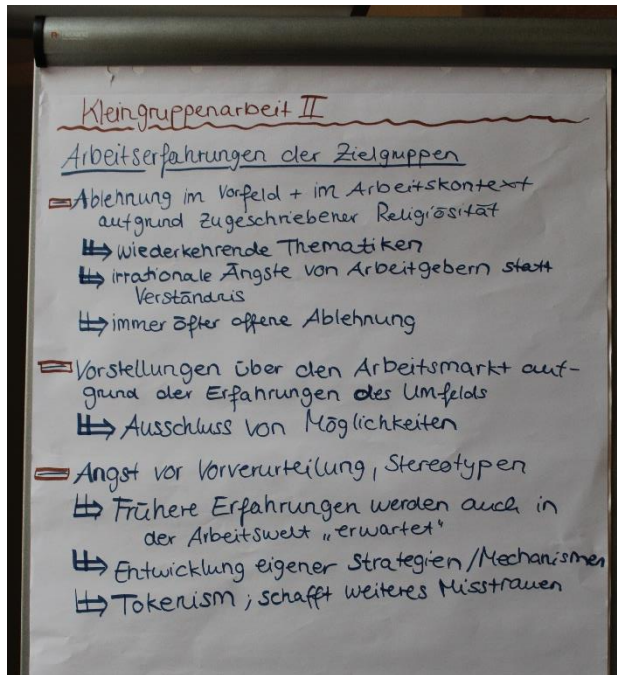 Kleingruppenarbeit II
Arbeitserfahrungen der Zielgruppen
Ablehnung im Vorfeld + im Arbeitskontext
aufgrund zugeschriebener Religiosität
wiederkehrende Thematiken
irrationale Ängste von Arbeitgebern statt
Verständnis
immer öfter offene Ablehnung
Vorstellungen über den Arbeitsmarkt auf-
grund der Erfahrungen des Umfelds
Ausschluss von Möglichkeiten
Angst vor Vorverurteilung, Stereotypen
Frühere Erfahrungen werden auch in
der Arbeitswelt „erwartet"
Entwicklung eigener Strategien/Mechanismen
Tokenism; schafft weiteres Misstrauen